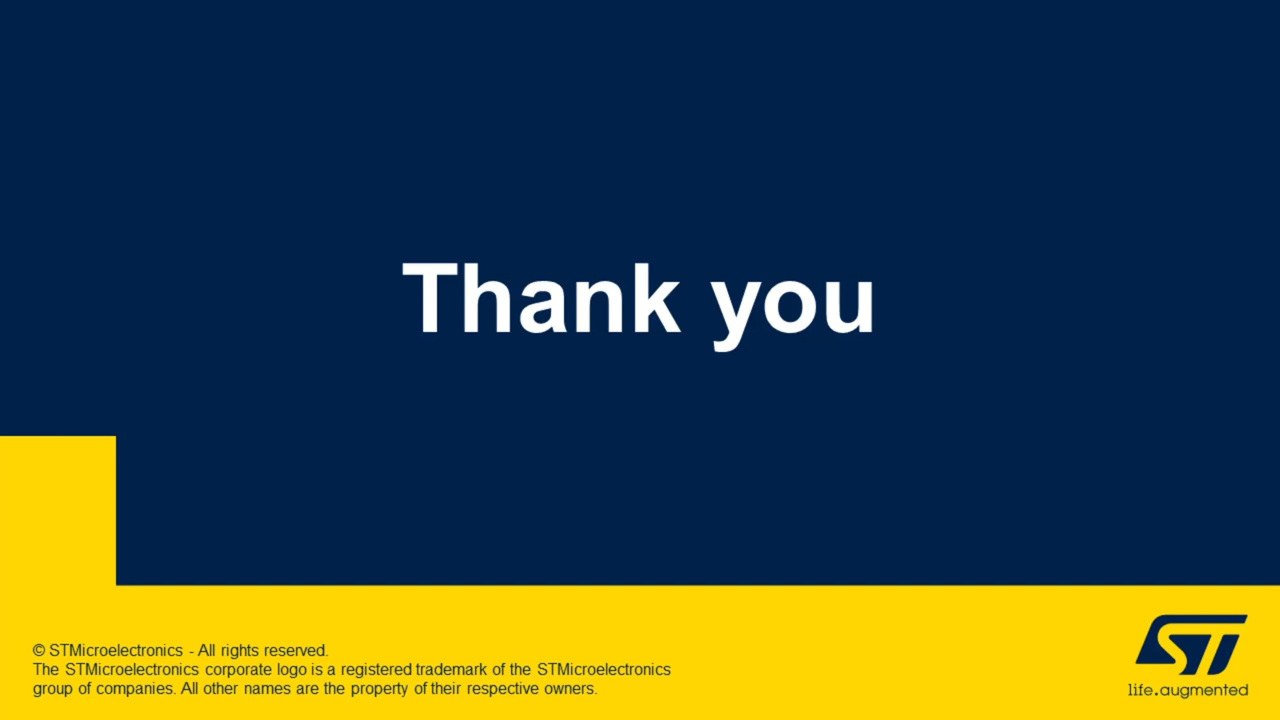 Thank you
© STMicroelectronics - All rights reserved.
The STMicroelectronics corporate logo is a registered trademark of the STMicroelectronics
group of companies. All other names are the property of their respective owners.
ST
life.augmented